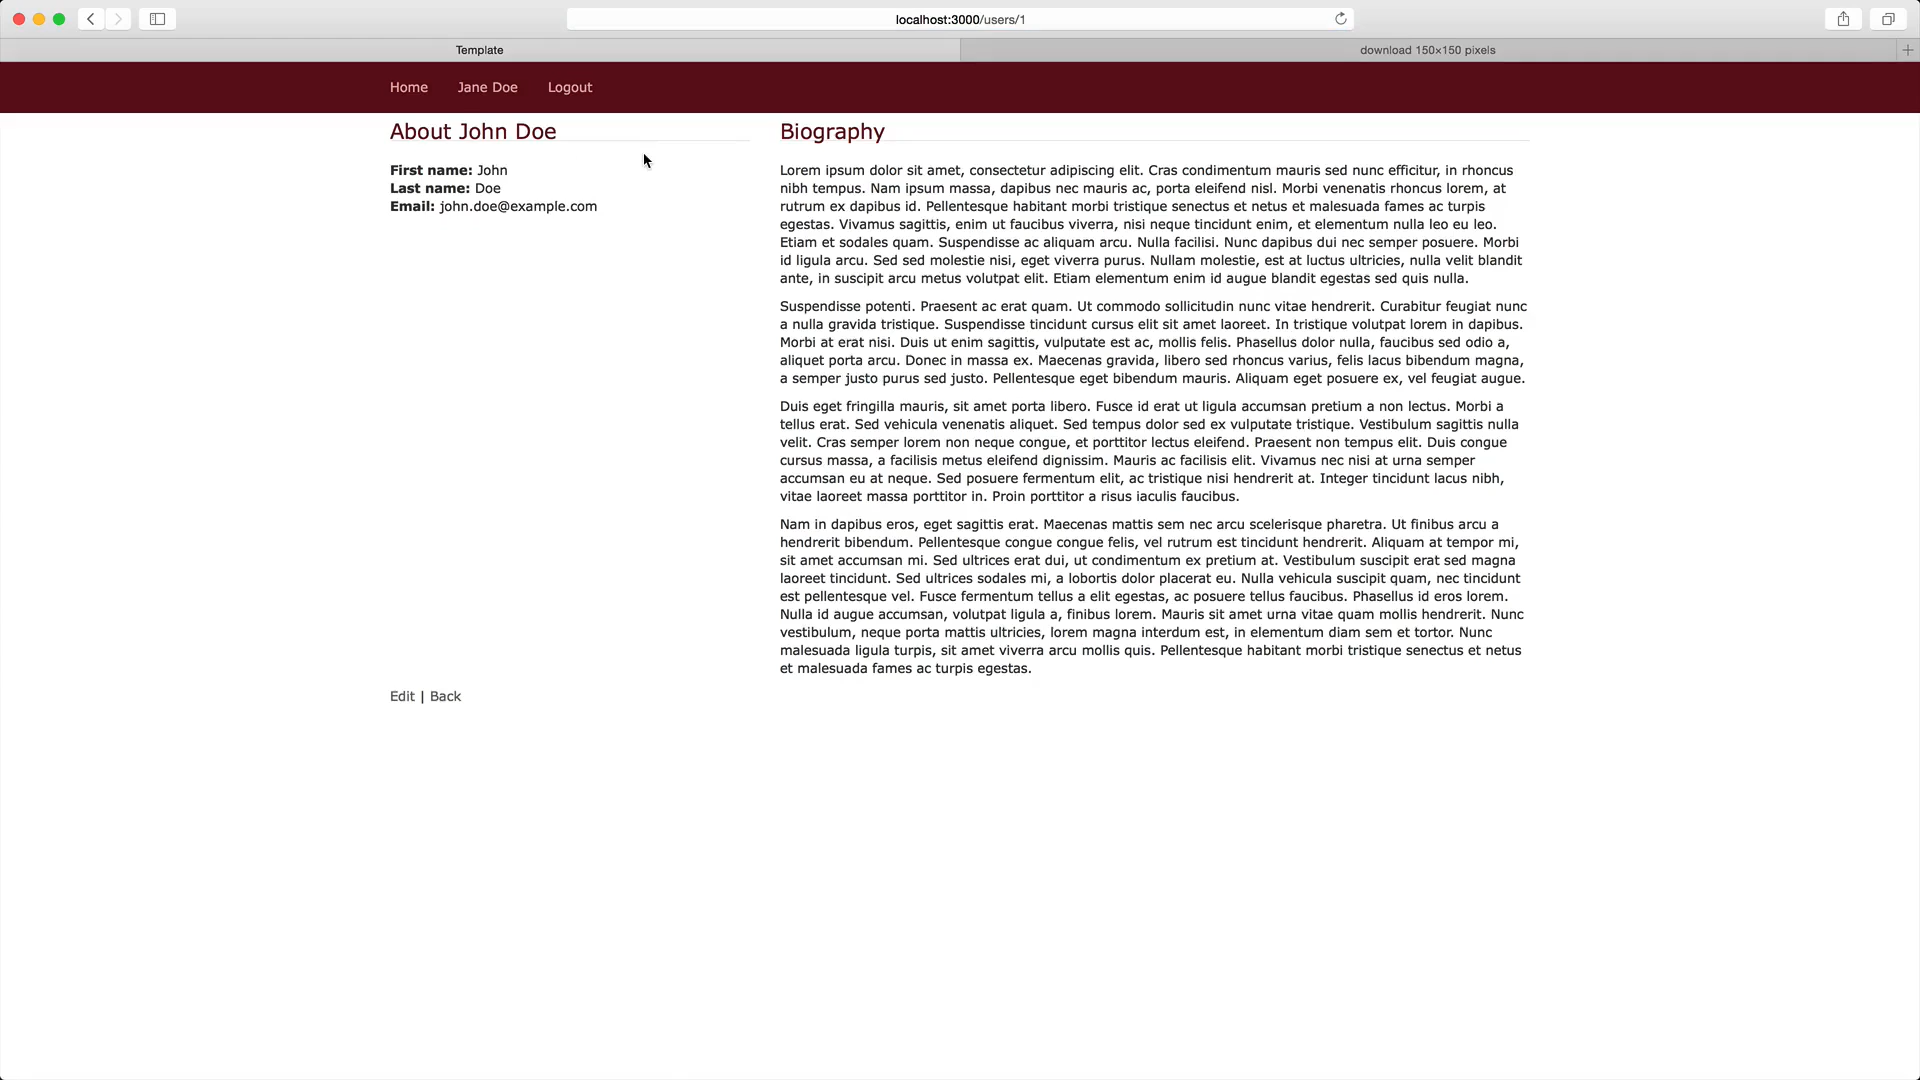 localhost:3000/users/1
Template
download 150×150 pixels
Home
Jane Doe
Logout
About John Doe
First name: John
Last name: Doe
Email: john.doe@example.com
Biography
Lorem ipsum dolor sit amet, consectetur adipiscing elit. Cras condimentum mauris sed nunc efficitur, in rhoncus
nibh tempus. Nam ipsum massa, dapibus nec mauris ac, porta eleifend nisl. Morbi venenatis rhoncus lorem, at
rutrum ex dapibus id. Pellentesque habitant morbi tristique senectus et netus et malesuada fames ac turpis
egestas. Vivamus sagittis, enim ut faucibus viverra, nisi neque tincidunt enim, et elementum nulla leo eu leo.
Etiam et sodales quam. Suspendisse ac aliquam arcu. Nulla facilisi. Nunc dapibus dui nec semper posuere. Morbi
id ligula arcu. Sed sed molestie nisi, eget viverra purus. Nullam molestie, est at luctus ultricies, nulla velit blandit
ante, in suscipit arcu metus volutpat elit. Etiam elementum enim id augue blandit egestas sed quis nulla.
Suspendisse potenti. Praesent ac erat quam. Ut commodo sollicitudin nunc vitae hendrerit. Curabitur feugiat nunc
a nulla gravida tristique. Suspendisse tincidunt cursus elit sit amet laoreet. In tristique volutpat lorem in dapibus.
Morbi at erat nisi. Duis ut enim sagittis, vulputate est ac, mollis felis. Phasellus dolor nulla, faucibus sed odio a,
aliquet porta arcu. Donec in massa ex. Maecenas gravida, libero sed rhoncus varius, felis lacus bibendum magna,
a semper justo purus sed justo. Pellentesque eget bibendum mauris. Aliquam eget posuere ex, vel feugiat augue.
Duis eget fringilla mauris, sit amet porta libero. Fusce id erat ut ligula accumsan pretium a non lectus. Morbi a
tellus erat. Sed vehicula venenatis aliquet. Sed tempus dolor sed ex vulputate tristique. Vestibulum sagittis nulla
velit. Cras semper lorem non neque congue, et porttitor lectus eleifend. Praesent non tempus elit. Duis congue
cursus massa, a facilisis metus eleifend dignissim. Mauris ac facilisis elit. Vivamus nec nisi at urna semper
accumsan eu at neque. Sed posuere fermentum elit, ac tristique nisi hendrerit at. Integer tincidunt lacus nibh,
vitae laoreet massa porttitor in. Proin porttitor a risus iaculis faucibus.
Nam in dapibus eros, eget sagittis erat. Maecenas mattis sem nec arcu scelerisque pharetra. Ut finibus arcu a
hendrerit bibendum. Pellentesque congue congue felis, vel rutrum est tincidunt hendrerit. Aliquam at tempor mi,
sit amet accumsan mi. Sed ultrices erat dui, ut condimentum ex pretium at. Vestibulum suscipit erat sed magna
laoreet tincidunt. Sed ultrices sodales mi, a lobortis dolor placerat eu. Nulla vehicula suscipit quam, nec tincidunt
est pellentesque vel. Fusce fermentum tellus a elit egestas, ac posuere tellus faucibus. Phasellus id eros lorem.
Nulla id augue accumsan, volutpat ligula a, finibus lorem. Mauris sit amet urna vitae quam mollis hendrerit. Nunc
vestibulum, neque porta mattis ultricies, lorem magna interdum est, in elementum diam sem et tortor. Nunc
malesuada ligula turpis, sit amet viverra arcu mollis quis. Pellentesque habitant morbi tristique senectus et netus
et malesuada fames ac turpis egestas.
Edit | Back